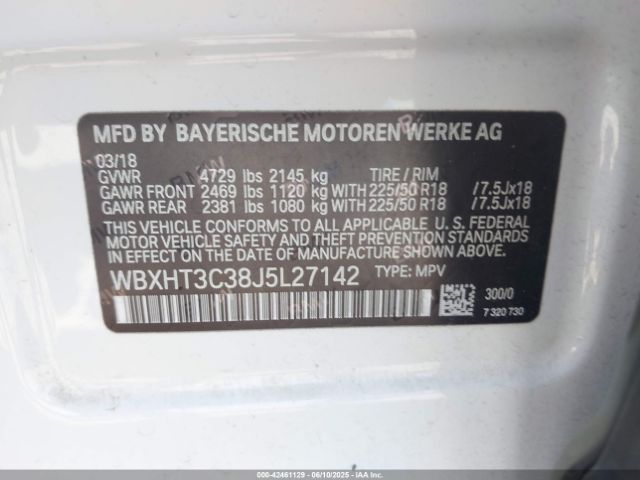 MFD BY BAYERISCHE MOTOREN WERKE AG
03/18
GVWR 4729 lbs 2145 kg TIRE / RIM
GAWR FRONT 2469 lbs 1120 kg WITH 225/50 R18 /7.5Jx18
GAWR REAR 2381 lbs 1080 kg WITH 225/50 R18 /7.5Jx18
THIS VEHICLE CONFORMS TO ALL APPLICABLE U.S. FEDERAL
MOTOR VEHICLE SAFETY AND THEFT PREVENTION STANDARDS
IN EFFECT ON THE DATE OF MANUFACTURE SHOWN ABOVE.
WBXHT3C38J5L27142 TYPE: MPV
300/0
7 320 730
000-42461129 - 06/10/2025 - © IAA Holdings, LLC